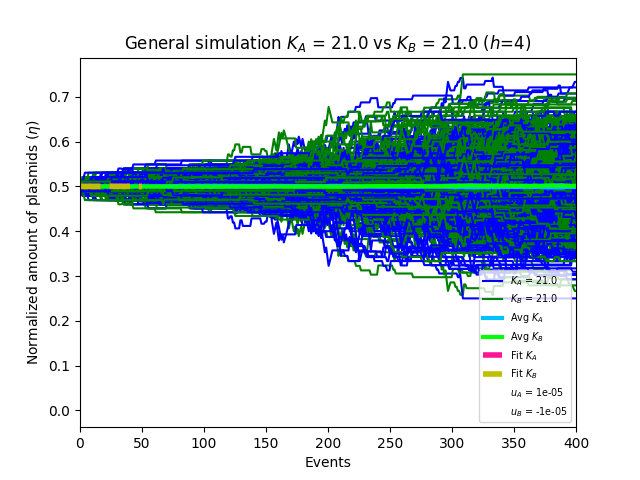 General simulation K_A = 21.0 vs K_B = 21.0 (h=4)
Normalized amount of plasmids (η)
0.7
0.6
0.5
0.4
0.3
0.2
0.1
0.0
K_A = 21.0
K_B = 21.0
Avg K_A
Avg K_B
Fit K_A
Fit K_B
u_A = 1e-05
u_B = -1e-05
0 50 100 150 200 250 300 350 400
Events